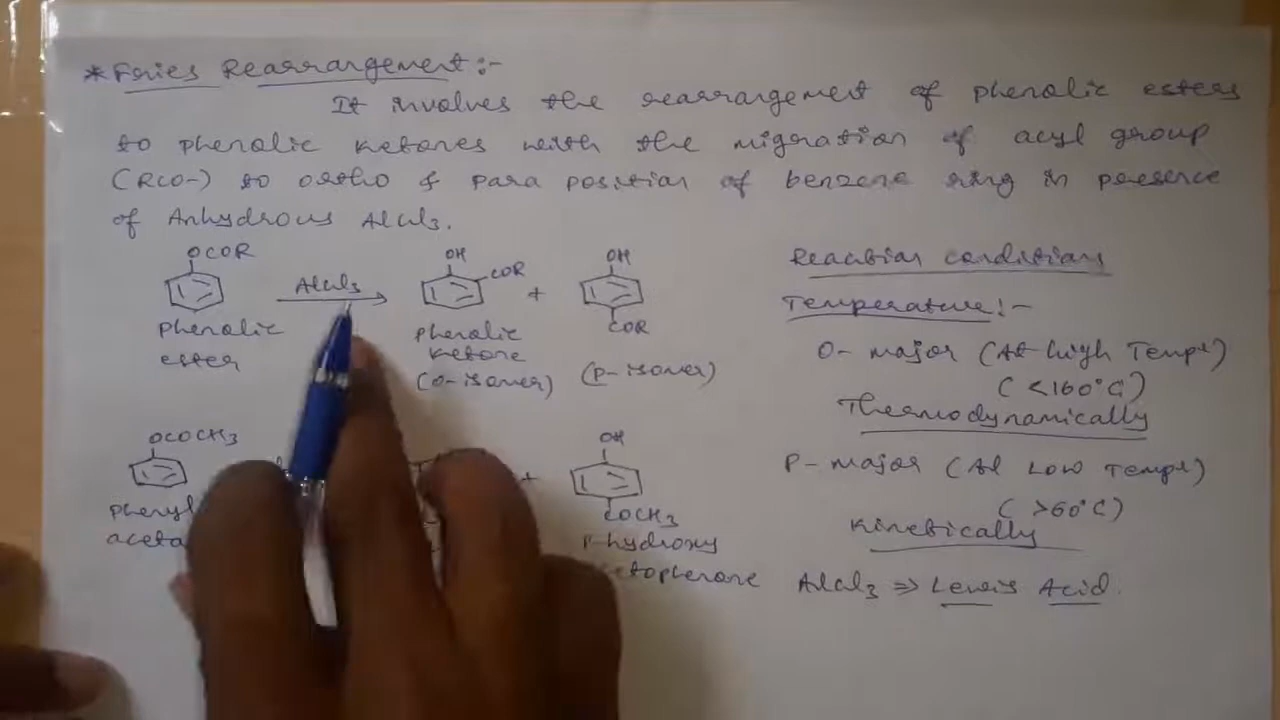 *Fries Rearrangement:-
It involves the rearrangement of phenolic esters
to phenolic ketones with the migration of acyl group
(RCO-) to ortho & para position of benzene ring in presence
of Anhydrous AlCl3.
OCOR
AlCl3
OH
COR
+
OH
COR
phenolic
ester
phenolic
ketone
(o-isomer)
(p-isomer)
Reaction conditions
Temperature:-
O- major (At high Tempr)
(<160°C)
Thermodynamically
P- major (At Low Tempr)
(>60°C)
Kinetically
AlCl3 ⇒ Lewis Acid.
OCOCH3
phenyl
+
OH
COCH3
p-hydroxy